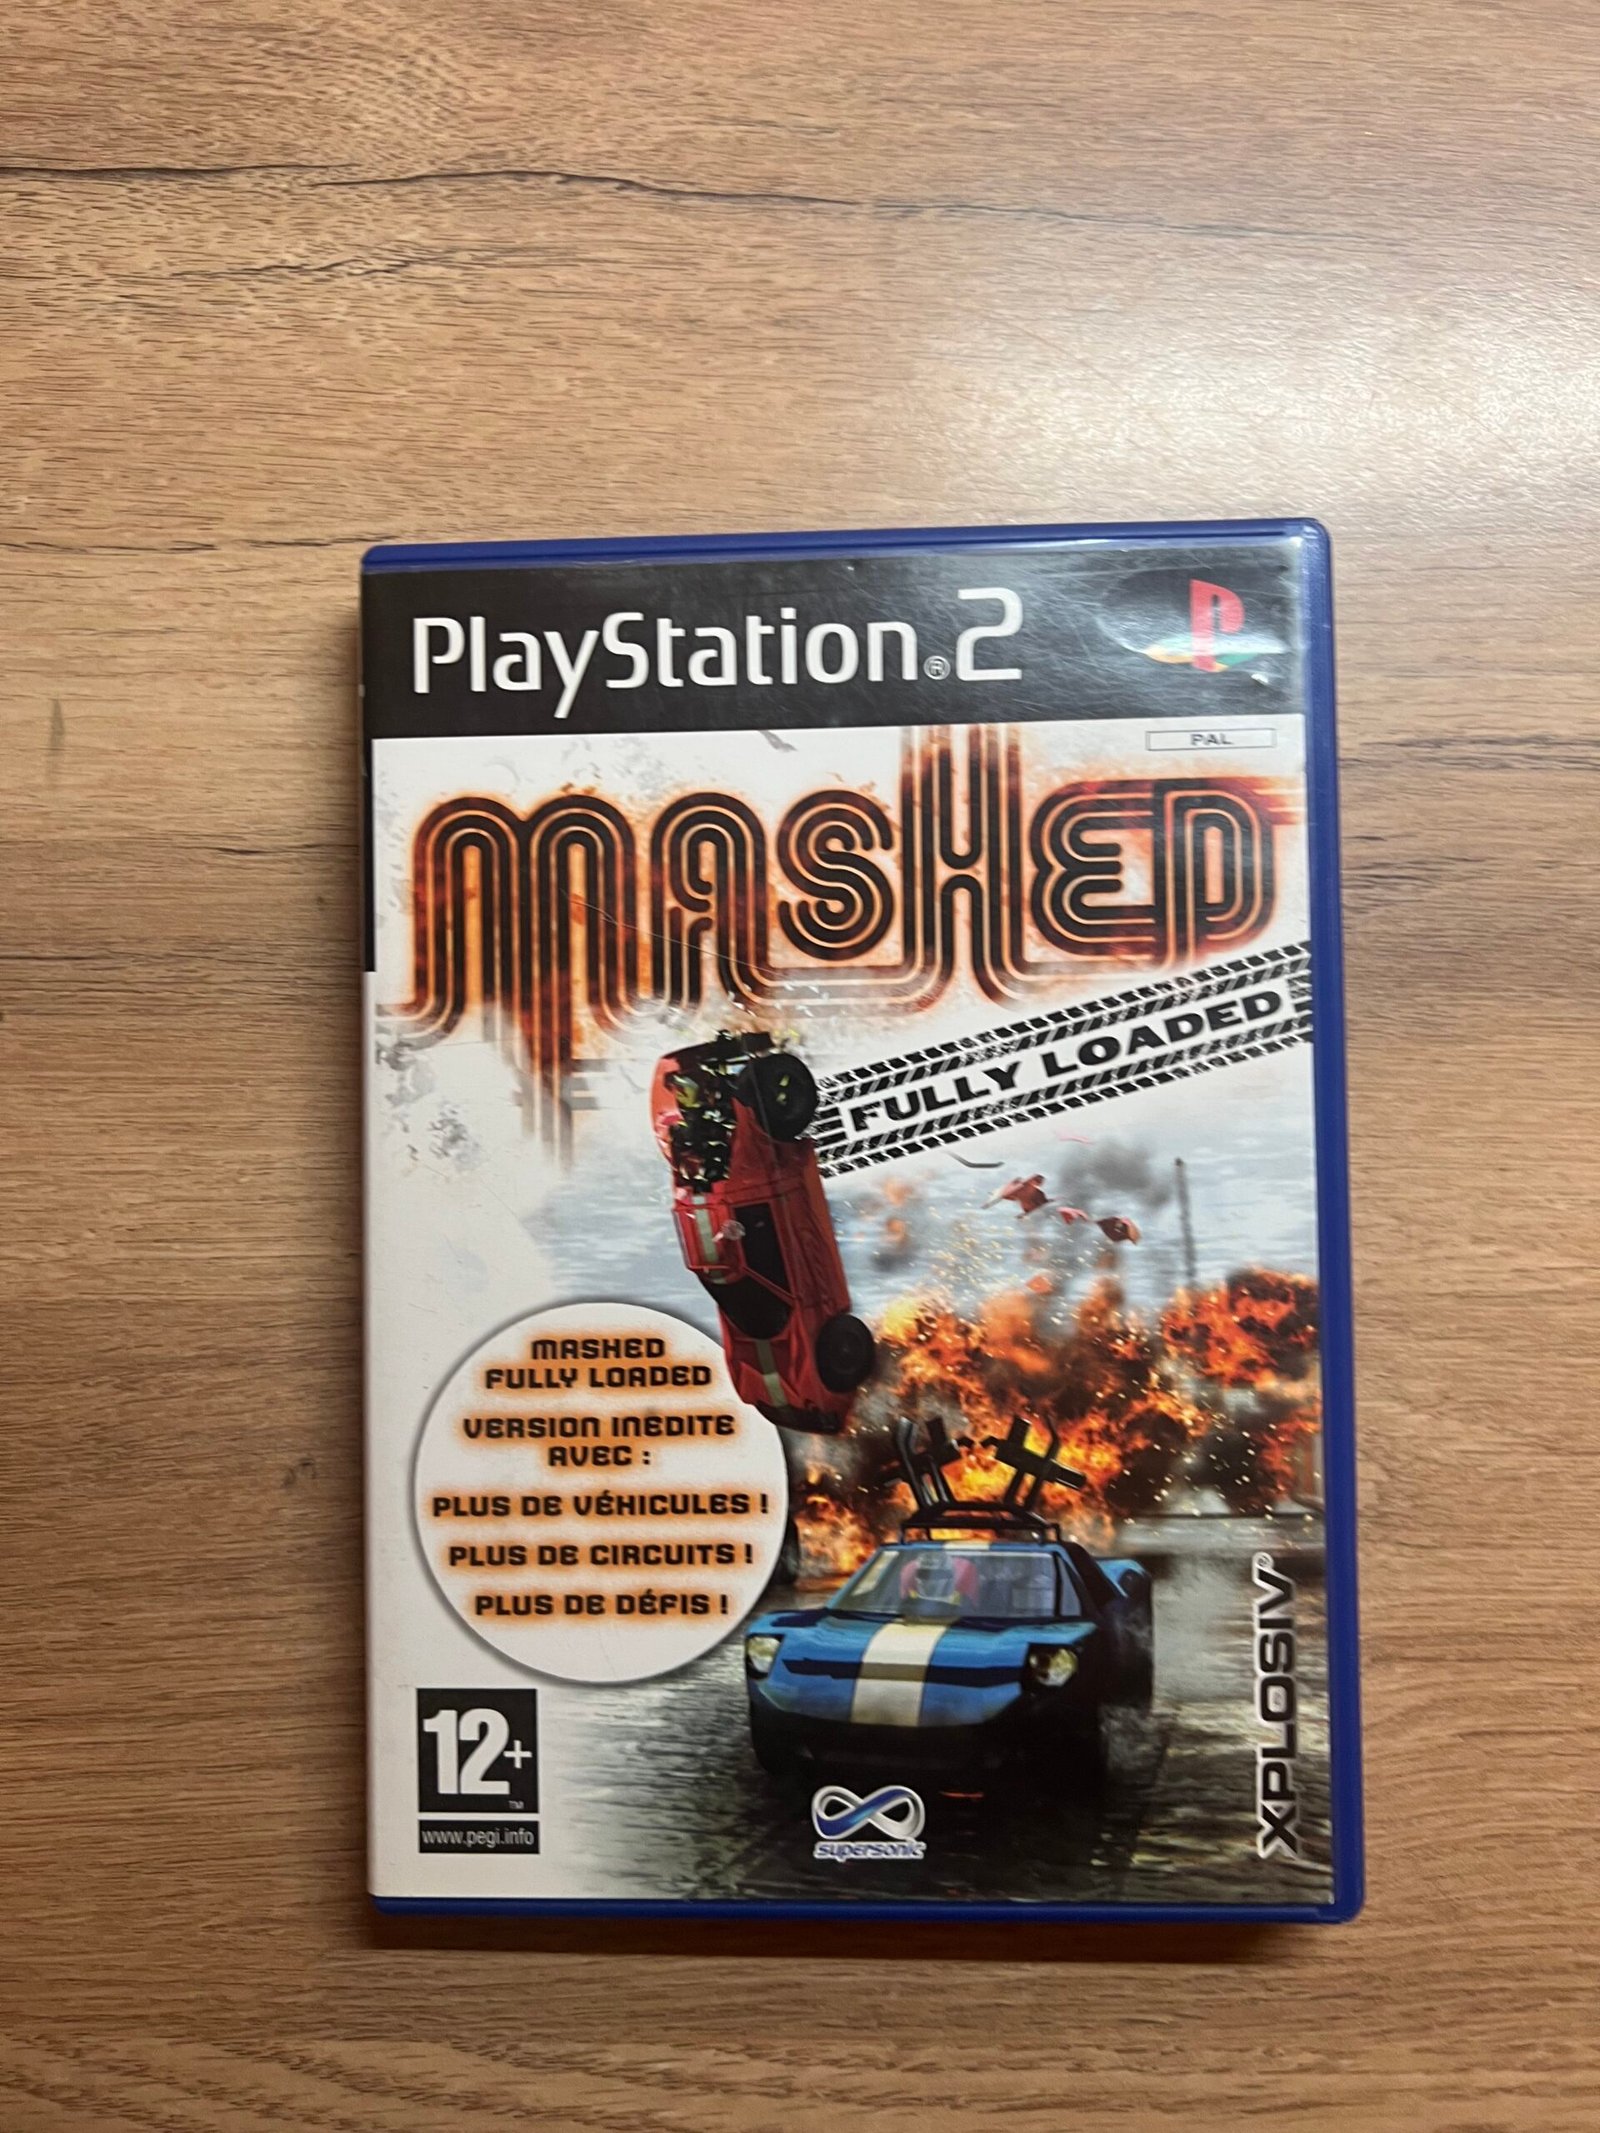 PlayStation®2
PAL
MASHED
FULLY LOADED
MASHED
FULLY LOADED
VERSION INEDITE
AVEC :
PLUS DE VÉHICULES !
PLUS DE CIRCUITS !
PLUS DE DÉFIS !
12+
TM
www.pegi.info
supersonic
XPLOSIV®